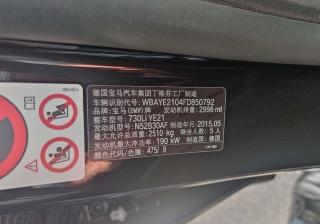 德国宝马汽车集团丁格芬工厂制造
车辆识别代号: WBAYE2104FD850792
品牌: 宝马(BMW) 发动机排量: 2996 ml
整车型号: 730Li YE21
发动机型号: N52B30AF 制造年月: 2015.05
最大允许总质量: 2510 kg 乘坐人数: 5 人
发动机最大净功率: 190 kW 制造国: 德国
颜色代码/色圈: 475/ 9